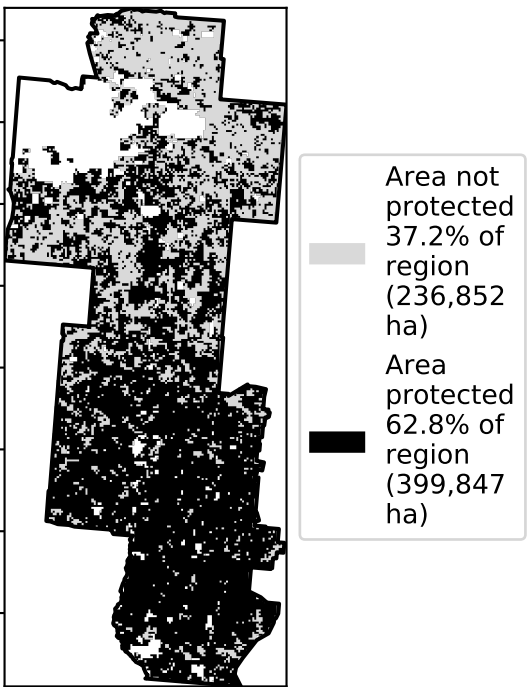 Area not
protected
37.2% of
region
(236,852
ha)
Area
protected
62.8% of
region
(399,847
ha)